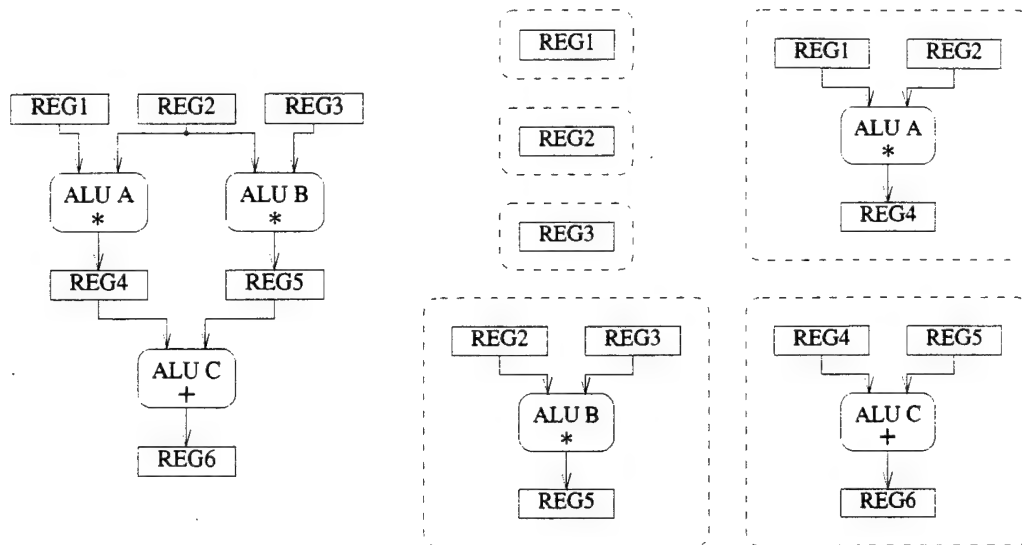 REG1 REG2 REG3
ALU A
*
ALU B
*
REG4 REG5
ALU C
+
REG6
REG1
REG2
REG3
REG1 REG2
ALU A
*
REG4
REG2 REG3
ALU B
*
REG5
REG4 REG5
ALU C
+
REG6